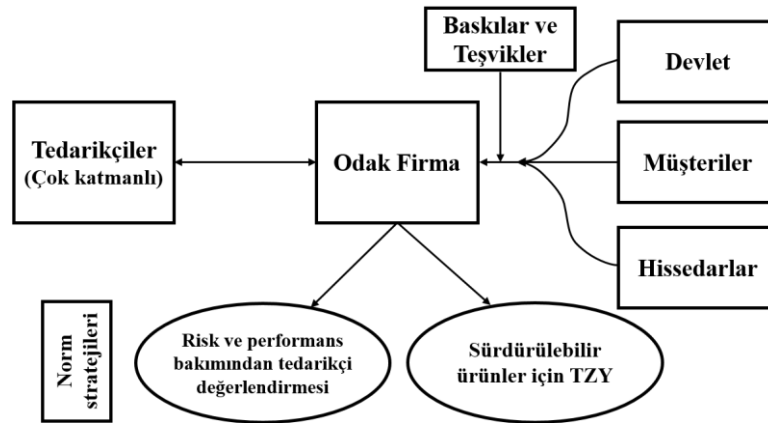 Baskılar ve
Teşvikler
Devlet
Tedarikçiler
(Çok katmanlı)
Odak Firma
Müşteriler
Hissedarlar
Norm
stratejileri
Risk ve performans
bakımından tedarikçi
değerlendirmesi
Sürdürülebilir
ürünler için TZY